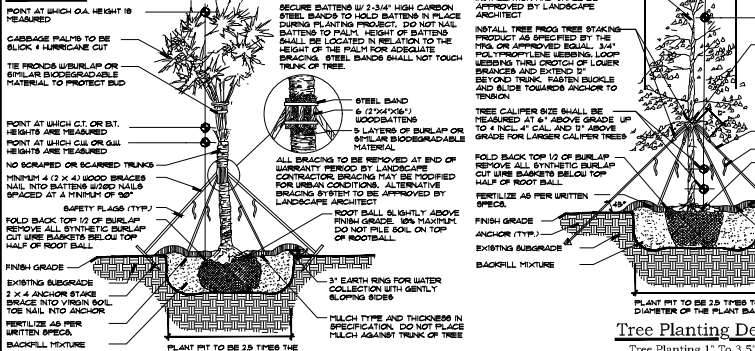 POINT AT WHICH O.A. HEIGHT IS
MEASURED
CABBAGE PALMS TO BE
SLICK & HURRICANE CUT
TIE FRONDS W/BURLAP OR
SIMILAR BIODEGRADABLE
MATERIAL TO PROTECT BUD
POINT AT WHICH C.T. OR B.T.
HEIGHTS ARE MEASURED
POINT AT WHICH C.W. OR G.W.
HEIGHTS ARE MEASURED
NO SCRAPED OR SCARRED TRUNKS
MINIMUM 4 (2 X 4) WOOD BRACES
NAIL INTO BATTENS W/20D NAILS
SPACED AT A MINIMUM OF 90°
SAFETY FLAGS (TYP.)
FOLD BACK TOP 1/2 OF BURLAP
REMOVE ALL SYNTHETIC BURLAP
CUT WIRE BASKETS BELOW TOP
HALF OF ROOT BALL
FINISH GRADE
EXISTING SUBGRADE
2 X 4 ANCHOR STAKE
BRACE INTO VIRGIN SOIL
TOE NAIL INTO ANCHOR
FERTILIZE AS PER
WRITTEN SPECS.
BACKFILL MIXTURE
SECURE BATTENS W/ 2-3/4" HIGH CARBON
STEEL BANDS TO HOLD BATTENS IN PLACE
DURING PLANTING PROJECT. DO NOT NAIL
BATTENS TO PALM. HEIGHT OF BATTENS
SHALL BE LOCATED IN RELATION TO THE
HEIGHT OF THE PALM FOR ADEQUATE
BRACING. STEEL BANDS SHALL NOT TOUCH
TRUNK OF TREE.
STEEL BAND
6 (2"X4"X16")
WOODBATTENS
5 LAYERS OF BURLAP OR
SIMILAR BIODEGRADABLE
MATERIAL
ALL BRACING TO BE REMOVED AT END OF
WARRANTY PERIOD BY LANDSCAPE
CONTRACTOR. BRACING MAY BE MODIFIED
FOR URBAN CONDITIONS. ALTERNATIVE
BRACING SYSTEM TO BE APPROVED BY
LANDSCAPE ARCHITECT
ROOT BALL SLIGHTLY ABOVE
FINISH GRADE. 10% MAXIMUM.
DO NOT PILE SOIL ON TOP
OF ROOTBALL
3" EARTH RING FOR WATER
COLLECTION WITH GENTLY
SLOPING SIDES
MULCH TYPE AND THICKNESS IN
SPECIFICATION. DO NOT PLACE
MULCH AGAINST TRUNK OF TREE
PLANT PIT TO BE 2.5 TIMES THE
APPROVED BY LANDSCAPE
ARCHITECT
INSTALL TREE FROG TREE STAKING
PRODUCT AS SPECIFIED BY THE
MFG. OR APPROVED EQUAL. 3/4"
POLYPROPYLENE WEBBING. LOOP
WEBBING THRU CROTCH OF LOWER
BRANCES AND EXTEND 12"
BEYOND TRUNK. FASTEN BUCKLE
AND SLIDE TOWARDS ANCHOR TO
TENSION
TREE CALIPER SIZE SHALL BE
MEASURED AT 6" ABOVE GRADE UP
TO & INCL. 4" CAL AND 12" ABOVE
GRADE FOR LARGER CALIPER TREES
FOLD BACK TOP 1/2 OF BURLAP
REMOVE ALL SYNTHETIC BURLAP
CUT WIRE BASKETS BELOW TOP
HALF OF ROOT BALL
FERTILIZE AS PER WRITTEN
SPECS.
45°
FINISH GRADE
ANCHOR (TYP.)
EXISTING SUBGRADE
BACKFILL MIXTURE
PLANT PIT TO BE 2.5 TIMES T
DIAMETER OF THE PLANT BA
Tree Planting De
Tree Planting 1" To 3.5"